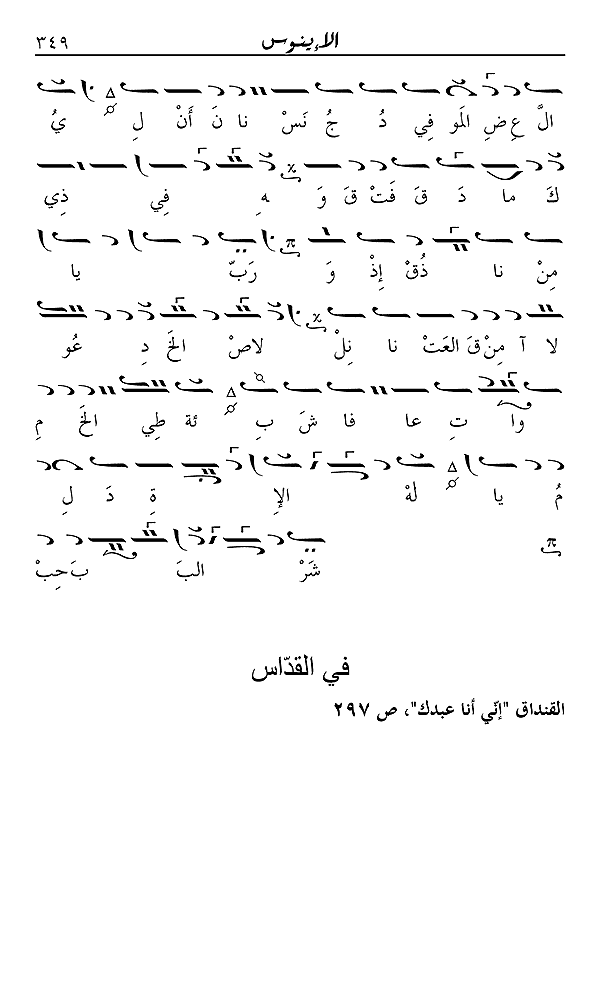 ٣٤٩ الإينوس
يُ لِ أَنْ نَ نا نَسْ جُ دُ فِي المَو ضِ عِ الَّ
ذِي فِي هِ وَ قَ فَتْ قَ دَ ما كَ
يا رَبّ وَ إِذْ ذُقْ نا مِنْ
عُو دِ الخَ لاصْ نِلْ نا العَتْ قَ مِنْ آ لا
مِ الخَ طِي ئة بِ شَ فا عا تِ وا
لِ دَ ةِ الإِ لَهْ يا مُ
حِبْ بَ البَ شَرْ
في القدّاس
القنداق "إنّي أنا عبدك"، ص ٢٩٧